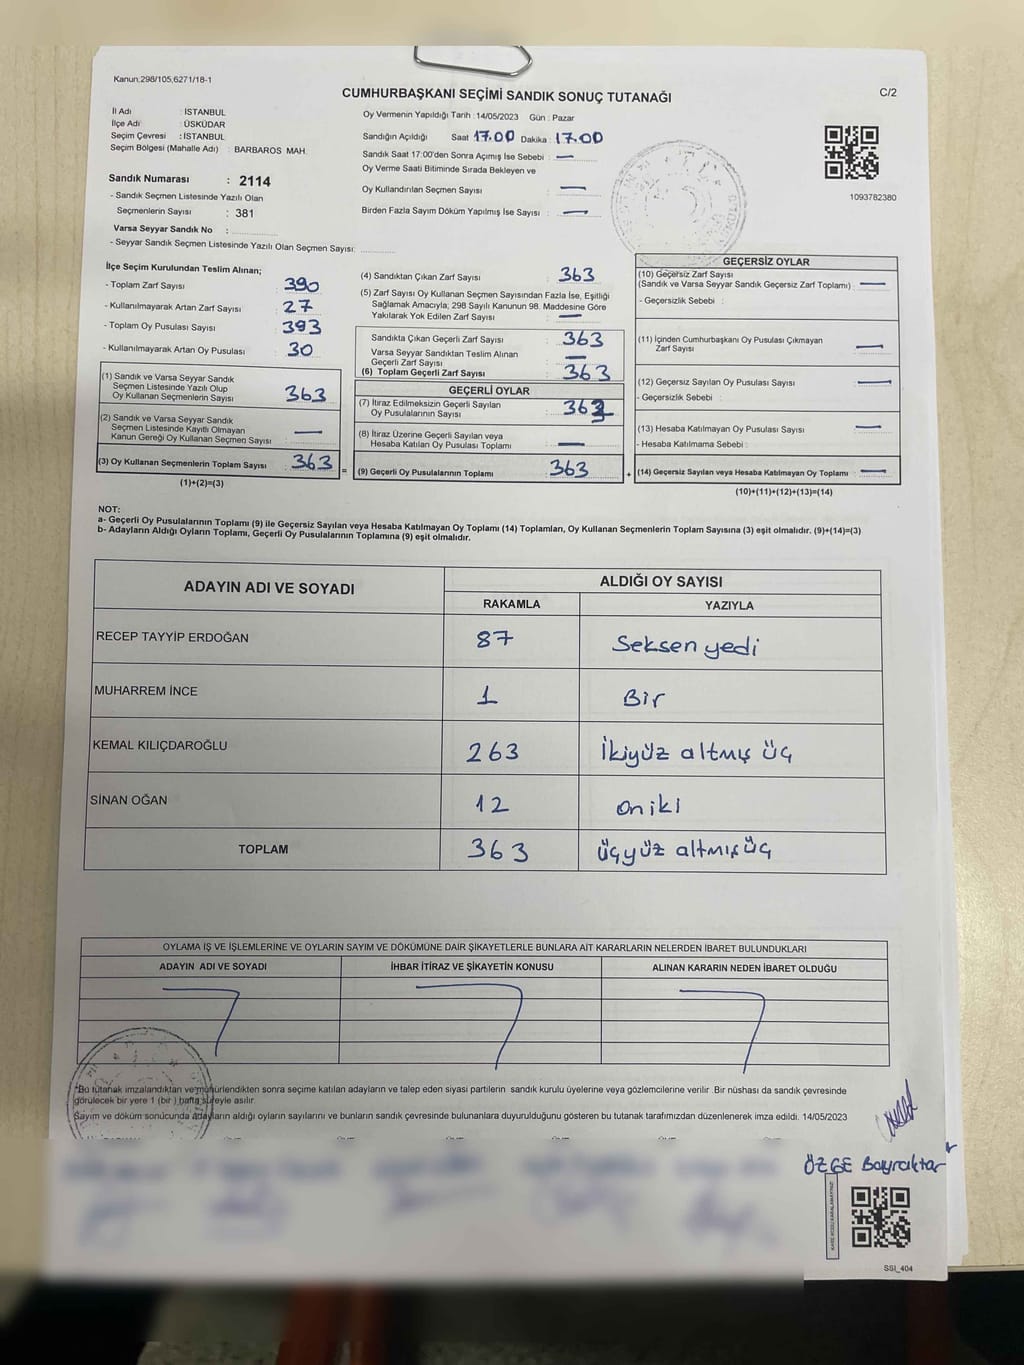 Kanun,298/105,6271/18-1
CUMHURBAŞKANI SEÇİMİ SANDIK SONUÇ TUTANAĞI
C/2
İl Adı : İSTANBUL
İlçe Adı : ÜSKÜDAR
Seçim Çevresi : İSTANBUL
Seçim Bölgesi (Mahalle Adı) : BARBAROS MAH.
Sandık Numarası : 2114
- Sandık Seçmen Listesinde Yazılı Olan
Seçmenlerin Sayısı : 381
Varsa Seyyar Sandık No :
- Seyyar Sandık Seçmen Listesinde Yazılı Olan Seçmen Sayısı:
Oy Vermenin Yapıldığı Tarih : 14/05/2023 Gün : Pazar
Sandığın Açıldığı Saat 17.00 Dakika : 17.00
Sandık Saat 17:00'den Sonra Açımış İse Sebebi : —
Oy Verme Saati Bitiminde Sırada Bekleyen ve
Oy Kullandırılan Seçmen Sayısı : —
Birden Fazla Sayım Döküm Yapılmış İse Sayısı : —
1093782380
İlçe Seçim Kurulundan Teslim Alınan;
- Toplam Zarf Sayısı : 390
- Kullanılmayarak Artan Zarf Sayısı : 27
- Toplam Oy Pusulası Sayısı : 393
- Kullanılmayarak Artan Oy Pusulası : 30
(1) Sandık ve Varsa Seyyar Sandık
Seçmen Listesinde Yazılı Olup
Oy Kullanan Seçmenlerin Sayısı : 363
(2) Sandık ve Varsa Seyyar Sandık
Seçmen Listesinde Kayıtlı Olmayan
Kanun Gereği Oy Kullanan Seçmen Sayısı : —
(3) Oy Kullanan Seçmenlerin Toplam Sayısı : 363
(1)+(2)=(3)
(4) Sandıktan Çıkan Zarf Sayısı : 363
(5) Zarf Sayısı Oy Kullanan Seçmen Sayısından Fazla İse, Eşitliği
Sağlamak Amacıyla, 298 Sayılı Kanunun 98. Maddesine Göre
Yakılarak Yok Edilen Zarf Sayısı : —
Sandıkta Çıkan Geçerli Zarf Sayısı : 363
Varsa Seyyar Sandıktan Teslim Alınan
Geçerli Zarf Sayısı : —
(6) Toplam Geçerli Zarf Sayısı : 363
GEÇERLİ OYLAR
(7) İtiraz Edilmeksizin Geçerli Sayılan
Oy Pusulalarının Sayısı : 363
(8) İtiraz Üzerine Geçerli Sayılan veya
Hesaba Katılan Oy Pusulası Toplamı : —
= (9) Geçerli Oy Pusulalarının Toplamı : 363 +
GEÇERSİZ OYLAR
(10) Geçersiz Zarf Sayısı
(Sandık ve Varsa Seyyar Sandık Geçersiz Zarf Toplamı) : —
- Geçersizlik Sebebi :
(11) İçinden Cumhurbaşkanı Oy Pusulası Çıkmayan
Zarf Sayısı : —
(12) Geçersiz Sayılan Oy Pusulası Sayısı : —
- Geçersizlik Sebebi :
(13) Hesaba Katılmayan Oy Pusulası Sayısı : —
- Hesaba Katılmama Sebebi :
(14) Geçersiz Sayılan veya Hesaba Katılmayan Oy Toplamı : —
(10)+(11)+(12)+(13)=(14)
NOT:
a- Geçerli Oy Pusulalarının Toplamı (9) ile Geçersiz Sayılan veya Hesaba Katılmayan Oy Toplamı (14) Toplamları, Oy Kullanan Seçmenlerin Toplam Sayısına (3) eşit olmalıdır. (9)+(14)=(3)
b- Adayların Aldığı Oyların Toplamı, Geçerli Oy Pusulalarının Toplamına (9) eşit olmalıdır.
ADAYIN ADI VE SOYADI
ALDIĞI OY SAYISI
RAKAMLA YAZIYLA
RECEP TAYYİP ERDOĞAN 87 Seksen yedi
MUHARREM İNCE 1 Bir
KEMAL KILIÇDAROĞLU 263 İkiyüz altmış üç
SİNAN OĞAN 12 oniki
TOPLAM 363 üçyüz altmış üç
OYLAMA İŞ VE İŞLEMLERİNE VE OYLARIN SAYIM VE DÖKÜMÜNE DAİR ŞİKAYETLERLE BUNLARA AİT KARARLARIN NELERDEN İBARET BULUNDUKLARI
ADAYIN ADI VE SOYADI İHBAR İTİRAZ VE ŞİKAYETİN KONUSU ALINAN KARARIN NEDEN İBARET OLDUĞU
*Bu tutanak imzalandıktan ve mühürlendikten sonra seçime katılan adayların ve talep eden siyasi partilerin sandık kurulu üyelerine veya gözlemcilerine verilir. Bir nüshası da sandık çevresinde
görülecek bir yere 1 (bir) hafta süreyle asılır.
Sayım ve döküm sonucunda adayların aldığı oyların sayılarını ve bunların sandık çevresinde bulunanlara duyurulduğunu gösteren bu tutanak tarafımızdan düzenlenerek imza edildi. 14/05/2023
ÖZGE Bayraktar
SSI_404